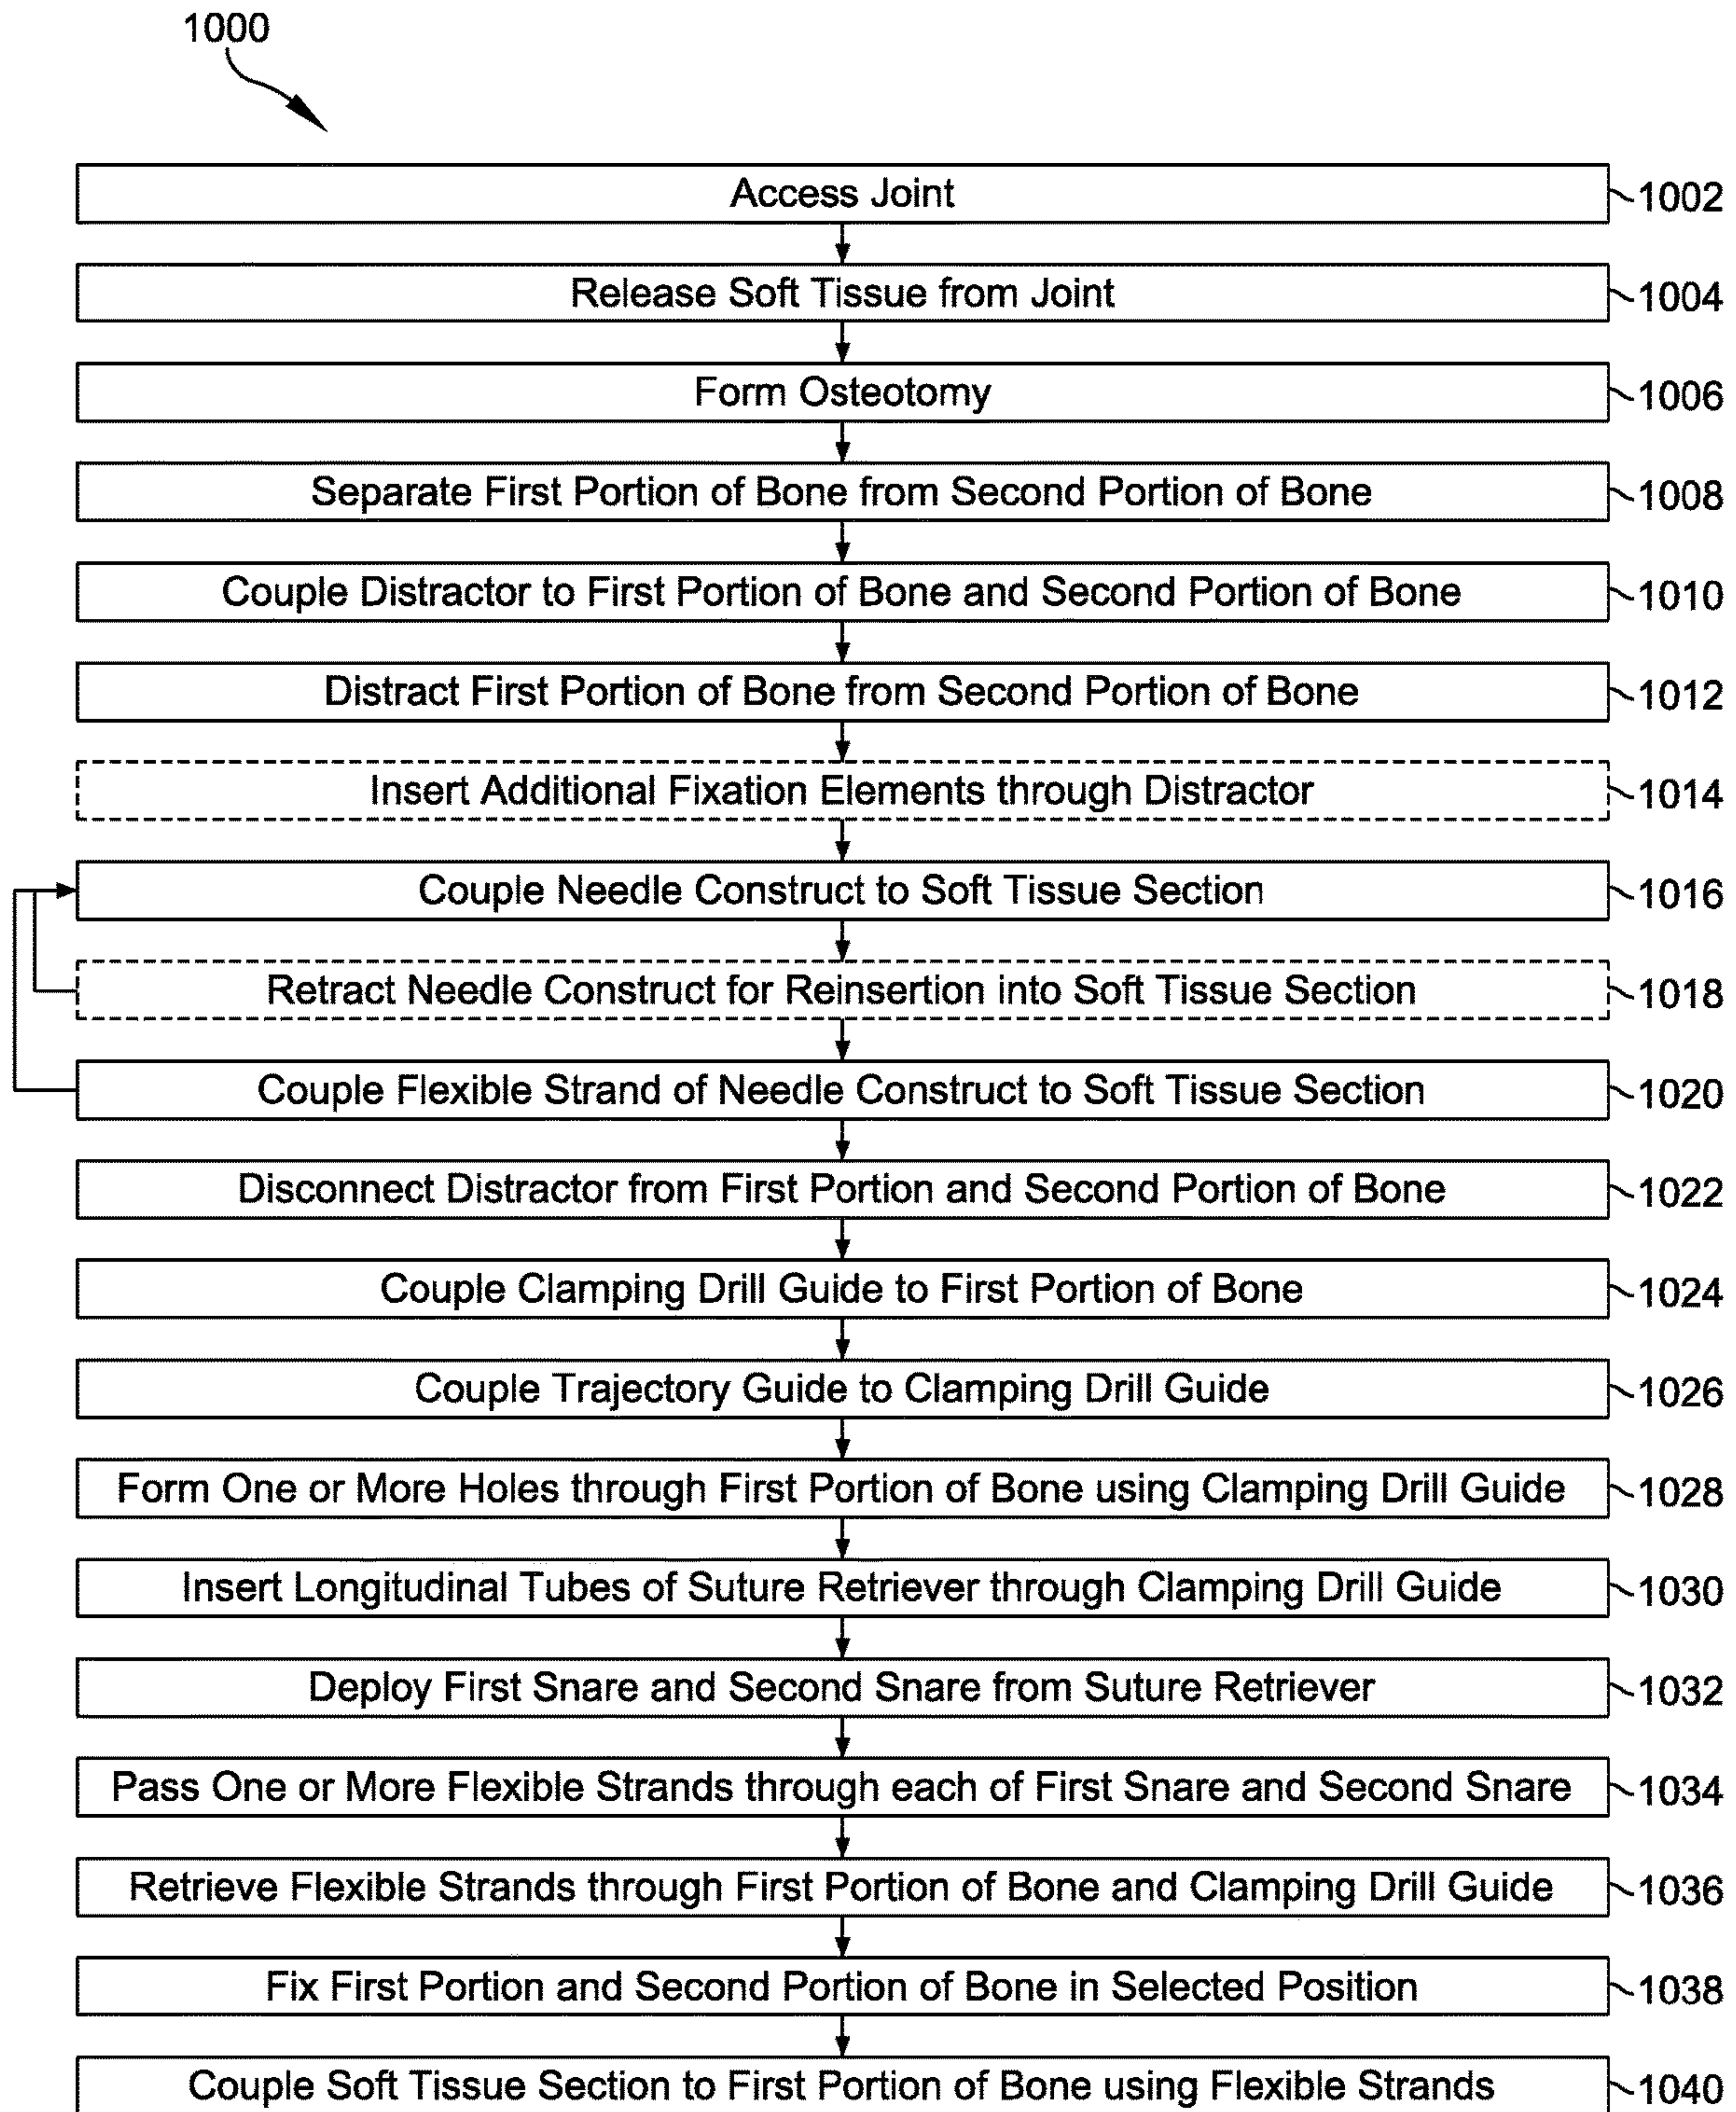 1000
Access Joint 1002
Release Soft Tissue from Joint 1004
Form Osteotomy 1006
Separate First Portion of Bone from Second Portion of Bone 1008
Couple Distractor to First Portion of Bone and Second Portion of Bone 1010
Distract First Portion of Bone from Second Portion of Bone 1012
Insert Additional Fixation Elements through Distractor 1014
Couple Needle Construct to Soft Tissue Section 1016
Retract Needle Construct for Reinsertion into Soft Tissue Section 1018
Couple Flexible Strand of Needle Construct to Soft Tissue Section 1020
Disconnect Distractor from First Portion and Second Portion of Bone 1022
Couple Clamping Drill Guide to First Portion of Bone 1024
Couple Trajectory Guide to Clamping Drill Guide 1026
Form One or More Holes through First Portion of Bone using Clamping Drill Guide 1028
Insert Longitudinal Tubes of Suture Retriever through Clamping Drill Guide 1030
Deploy First Snare and Second Snare from Suture Retriever 1032
Pass One or More Flexible Strands through each of First Snare and Second Snare 1034
Retrieve Flexible Strands through First Portion of Bone and Clamping Drill Guide 1036
Fix First Portion and Second Portion of Bone in Selected Position 1038
Couple Soft Tissue Section to First Portion of Bone using Flexible Strands 1040